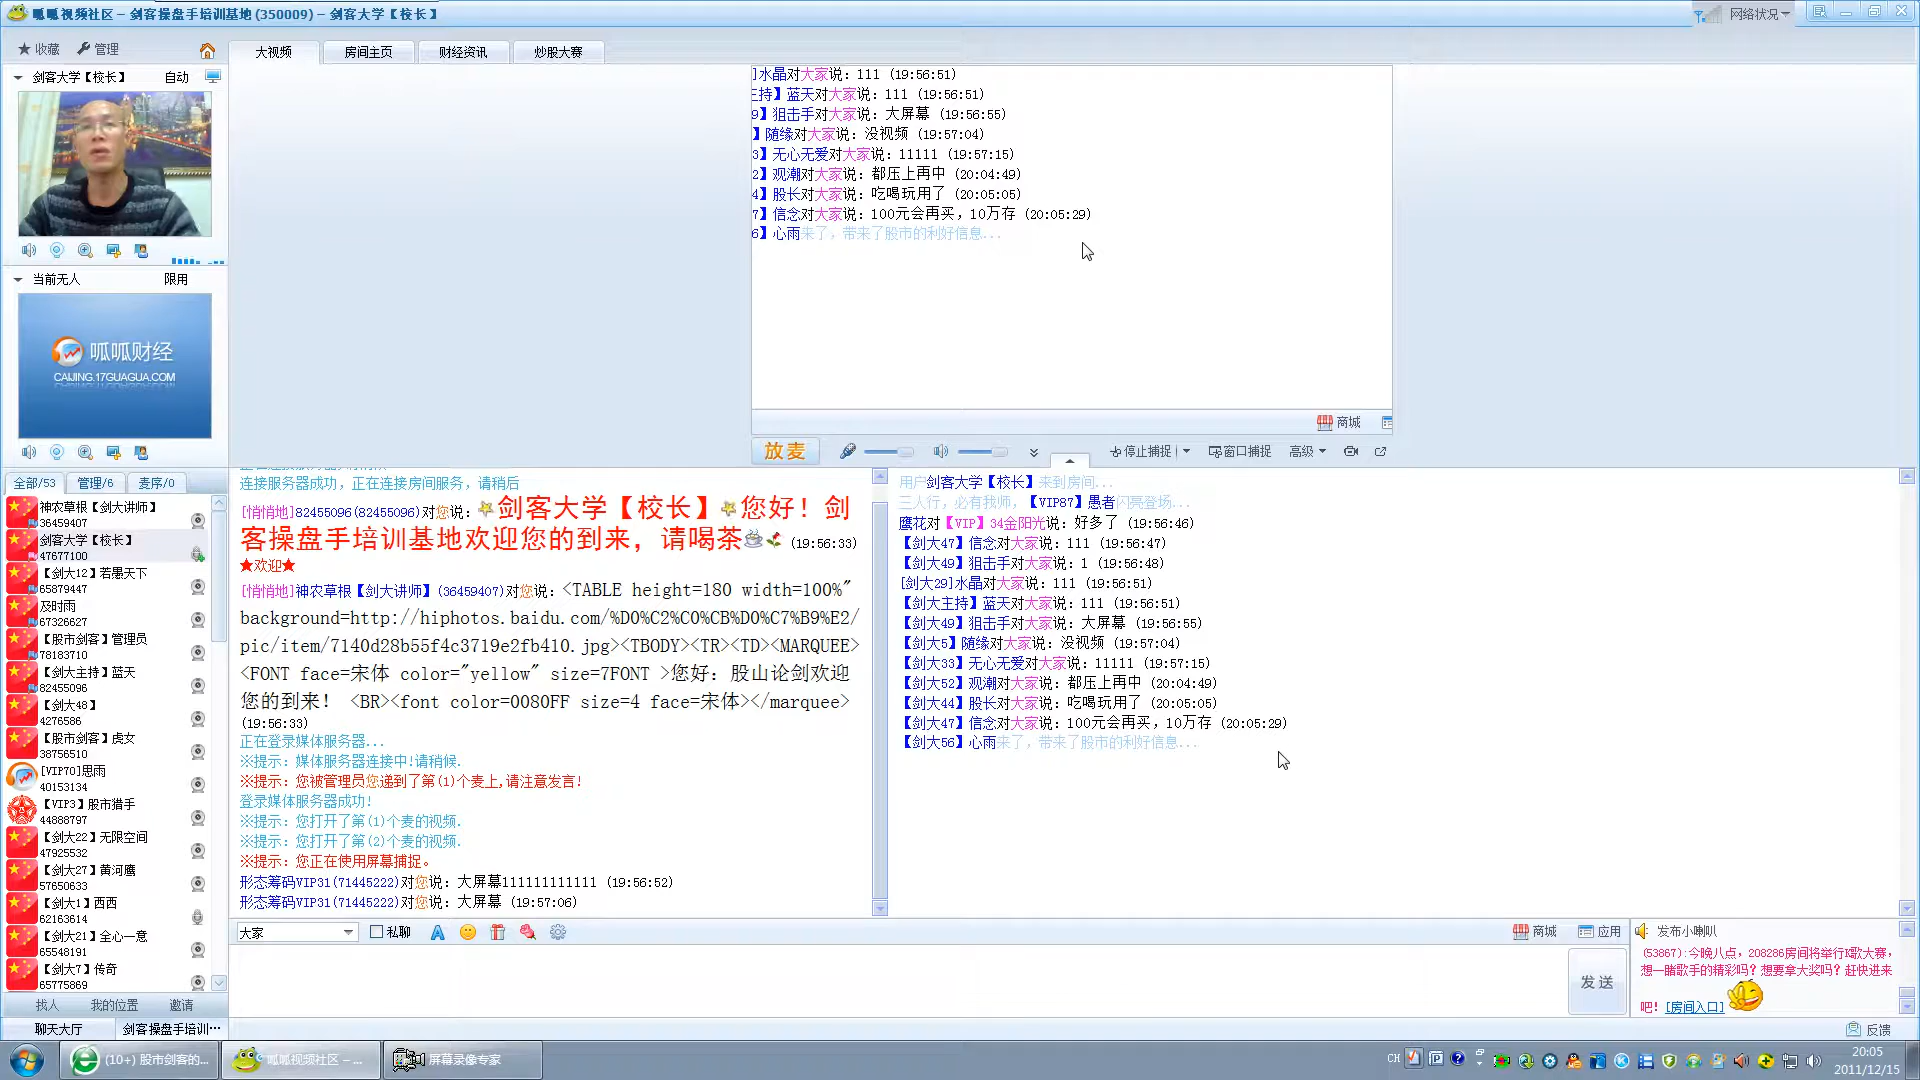 呱呱视频社区 – 剑客操盘手培训基地 (350009) – 剑客大学【校长】
网络状况
收藏 管理
大视频 房间主页 财经资讯 炒股大赛
剑客大学【校长】 自动
当前无人 限用
呱呱财经
CAIJING.17GUAGUA.COM
]水晶对大家说: 111 (19:56:51)
持】蓝天对大家说: 111 (19:56:51)
9】狙击手对大家说: 大屏幕 (19:56:55)
】随缘对大家说: 没视频 (19:57:04)
3】无心无爱对大家说: 11111 (19:57:15)
2】观潮对大家说: 都压上再中 (20:04:49)
4】股长对大家说: 吃喝玩用了 (20:05:05)
7】信念对大家说: 100元会再买, 10万存 (20:05:29)
6】心雨来了, 带来了股市的利好信息...
商城
放麦 停止捕捉 窗口捕捉 高级
全部/53 管理/6 麦序/0
神农草根【剑大讲师】
36459407
剑客大学【校长】
47677100
【剑大12】若愚天下
65879447
及时雨
67326627
【股市剑客】管理员
78183710
【剑大主持】蓝天
82455096
【剑大48】
4276586
【股市剑客】虎女
38756510
[VIP70]思雨
40153134
【VIP3】股市猎手
44888797
【剑大22】无限空间
47925532
【剑大27】黄河鹰
57650633
【剑大1】西西
62163614
【剑大21】全心一意
65548191
【剑大7】传奇
65775869
找人 我的位置 邀请
聊天大厅 剑客操盘手培训…
连接服务器成功, 正在连接房间服务, 请稍后
[悄悄地]82455096(82455096)对您说: 剑客大学【校长】您好! 剑
客操盘手培训基地欢迎您的到来, 请喝茶 (19:56:33)
★欢迎★
[悄悄地]神农草根【剑大讲师】(36459407)对您说: <TABLE height=180 width=100%"
background=http://hiphotos.baidu.com/%D0%C2%C0%CB%D0%C7%B9%E2/
pic/item/7140d28b55f4c3719e2fb410.jpg><TBODY><TR><TD><MARQUEE>
<FONT face=宋体 color="yellow" size=7FONT >您好: 股山论剑欢迎
您的到来! <BR><font color=0080FF size=4 face=宋体></marquee>
(19:56:33)
正在登录媒体服务器...
※提示: 媒体服务器连接中!请稍候.
※提示: 您被管理员您递到了第(1)个麦上,请注意发言!
登录媒体服务器成功!
※提示: 您打开了第(1)个麦的视频.
※提示: 您打开了第(2)个麦的视频.
※提示: 您正在使用屏幕捕捉。
形态筹码VIP31(71445222)对您说: 大屏幕111111111111 (19:56:52)
形态筹码VIP31(71445222)对您说: 大屏幕 (19:57:06)
用户剑客大学【校长】来到房间...
三人行, 必有我师, 【VIP87】愚者闪亮登场...
鹰花对【VIP】34金阳光说: 好多了 (19:56:46)
【剑大47】信念对大家说: 111 (19:56:47)
【剑大49】狙击手对大家说: 1 (19:56:48)
[剑大29]水晶对大家说: 111 (19:56:51)
【剑大主持】蓝天对大家说: 111 (19:56:51)
【剑大49】狙击手对大家说: 大屏幕 (19:56:55)
【剑大5】随缘对大家说: 没视频 (19:57:04)
【剑大33】无心无爱对大家说: 11111 (19:57:15)
【剑大52】观潮对大家说: 都压上再中 (20:04:49)
【剑大44】股长对大家说: 吃喝玩用了 (20:05:05)
【剑大47】信念对大家说: 100元会再买, 10万存 (20:05:29)
【剑大56】心雨来了, 带来了股市的利好信息...
大家 私聊 商城 应用
发送
发布小喇叭
(53867):今晚八点, 208286房间将举行K歌大赛,
想一睹歌手的精彩吗? 想要拿大奖吗? 赶快进来
吧! [房间入口]
反馈
(10+) 股市剑客的... 呱呱视频社区 – ... 屏幕录像专家
CH
20:05
2011/12/15